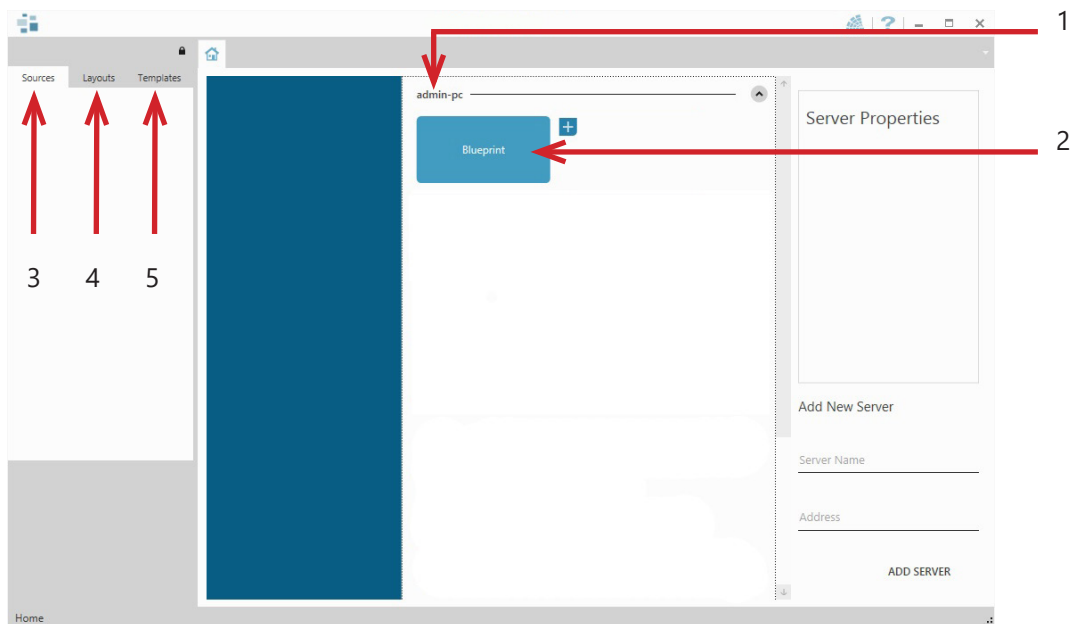 ?
1
Sources Layouts Templates
admin-pc
Blueprint
2
3 4 5
Server Properties
Add New Server
Server Name
Address
ADD SERVER
Home